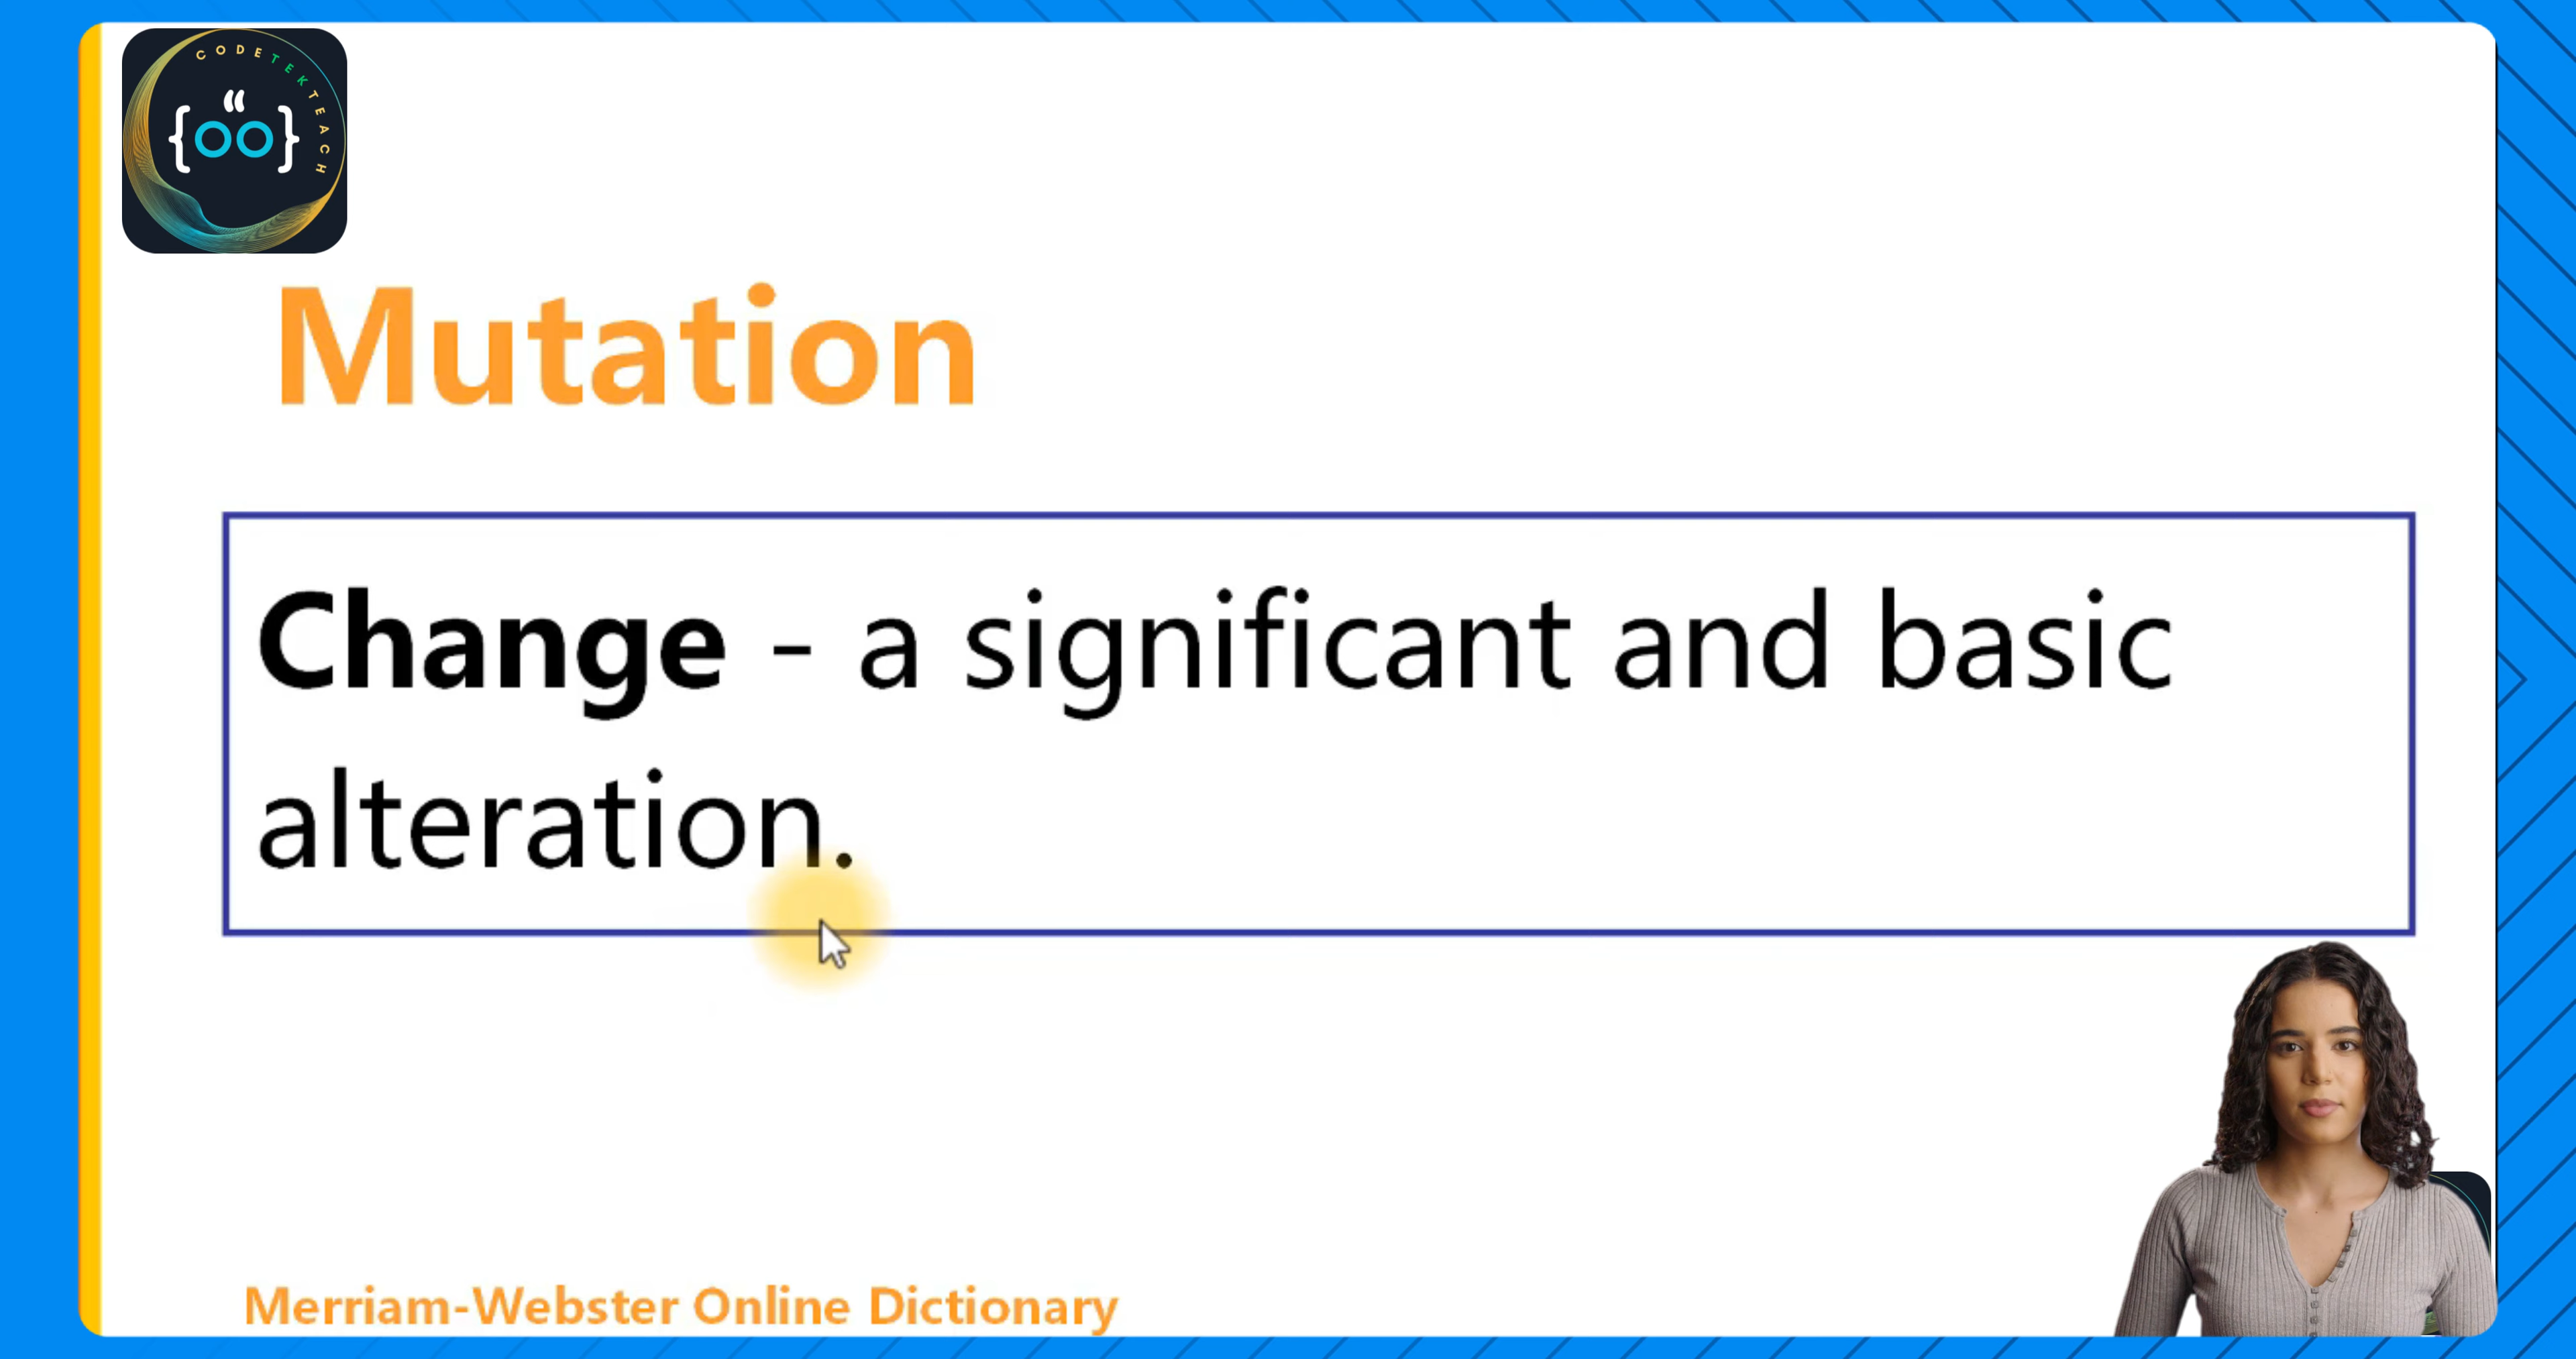 CODETEKTEACH
{oo}
Mutation
Change - a significant and basic
alteration.
Merriam-Webster Online Dictionary